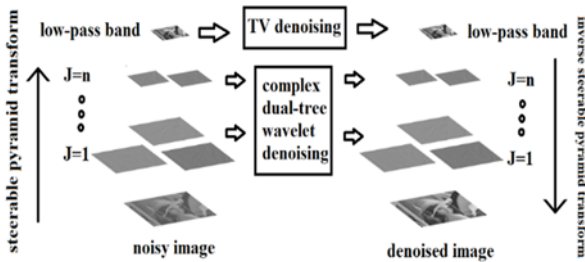 steerable pyramid transform
low-pass band
TV denoising
low-pass band
J=n
J=1
complex
dual-tree
wavelet
denoising
J=n
J=1
inverse steerable pyramid transform
noisy image
denoised image